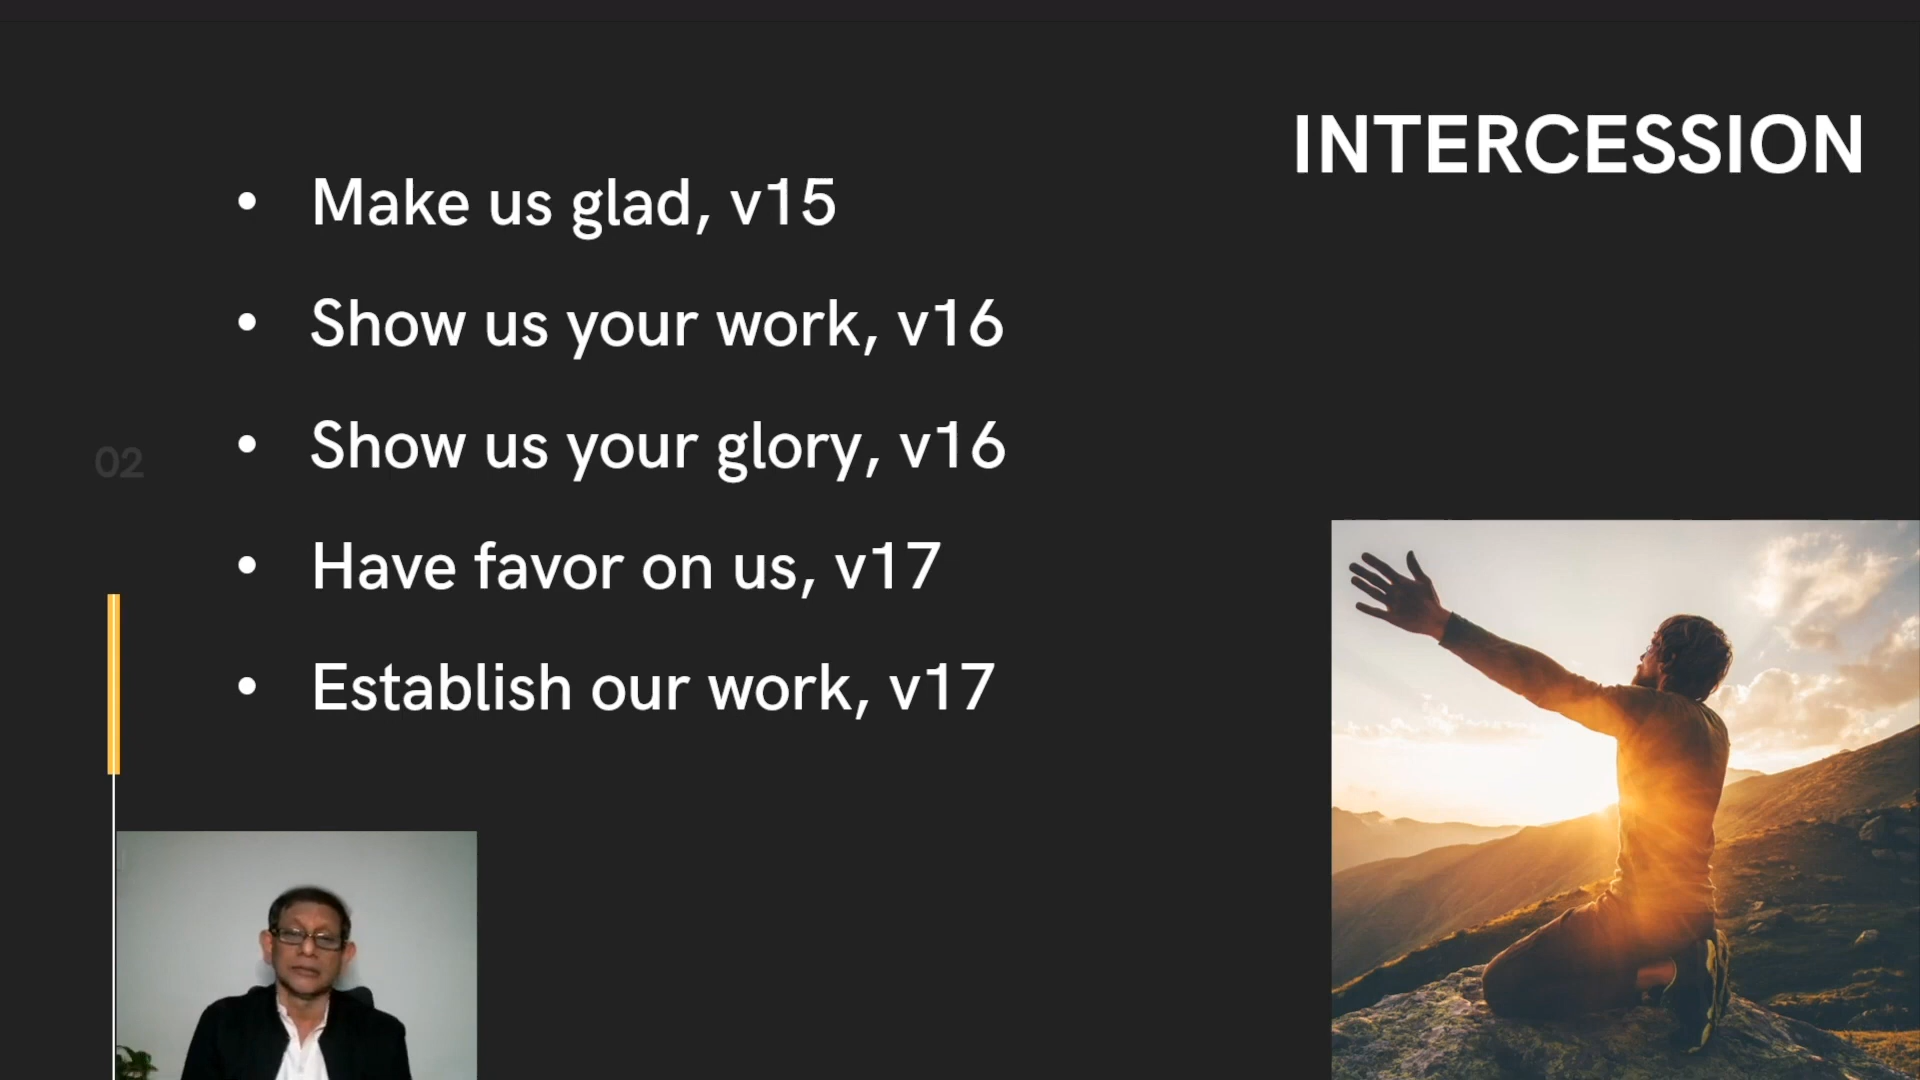 INTERCESSION
• Make us glad, v15
• Show us your work, v16
• Show us your glory, v16
• Have favor on us, v17
• Establish our work, v17
02